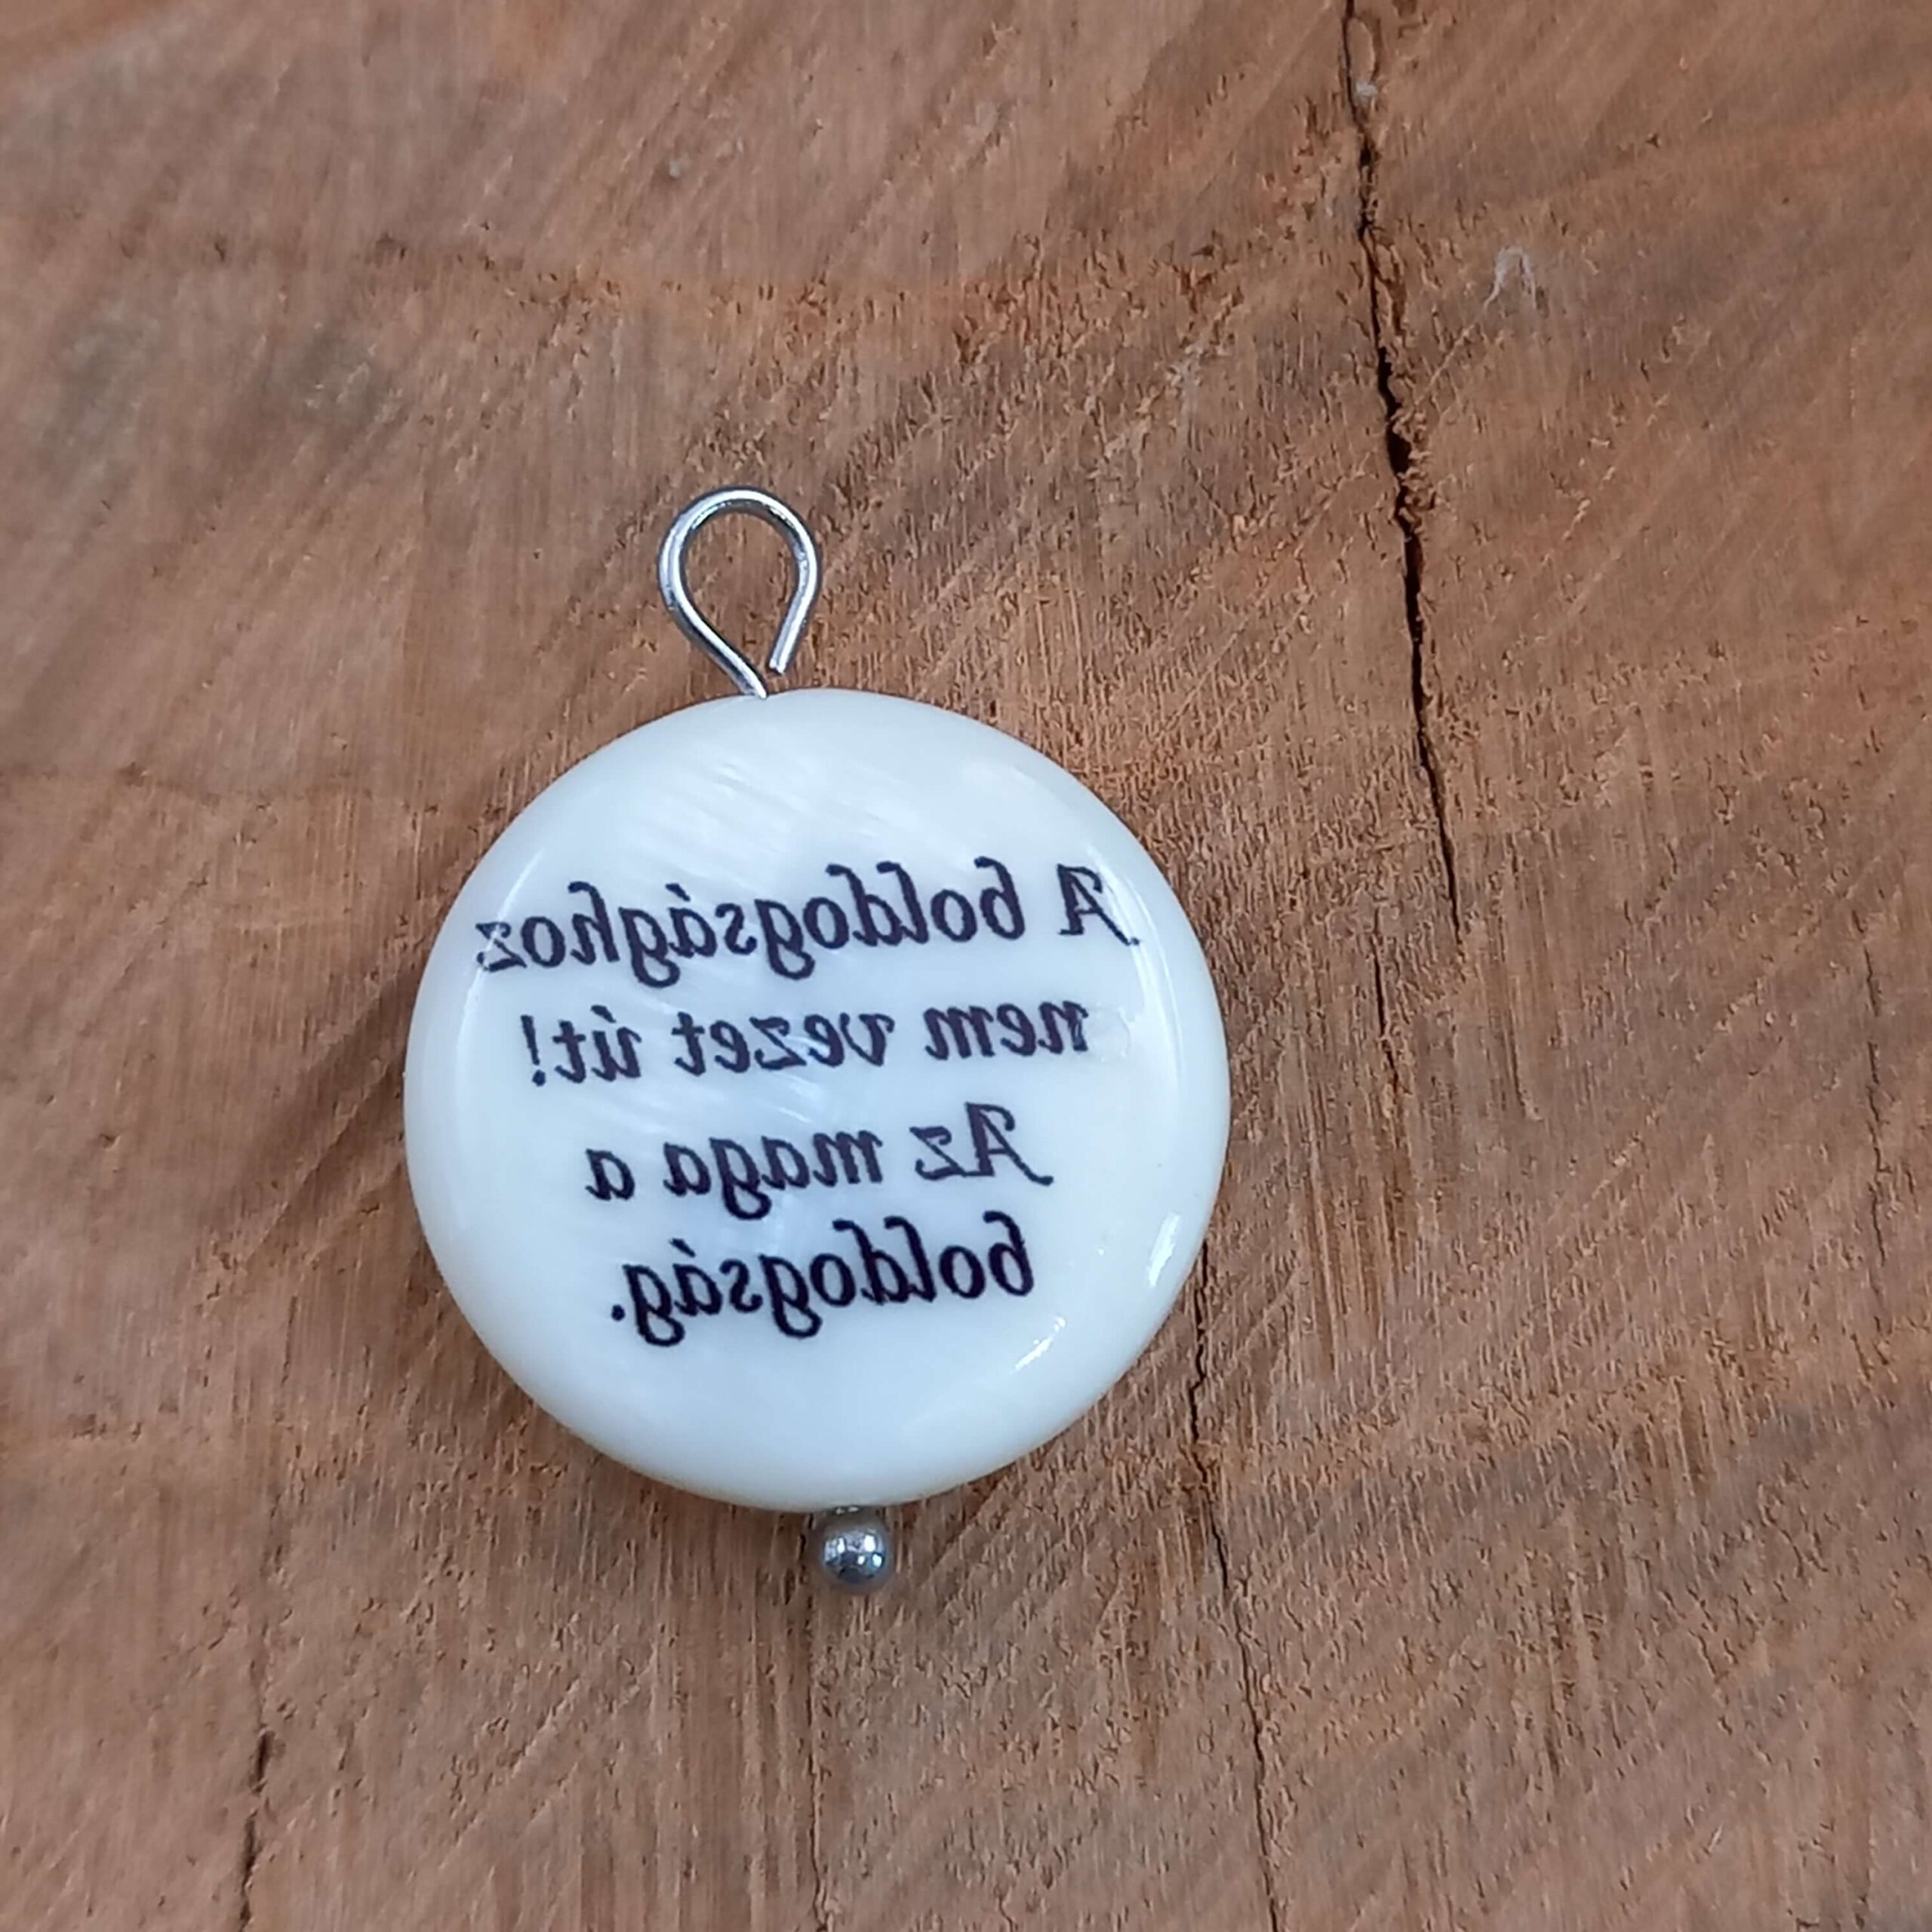 A boldogsághoz
nem vezet út!
Az maga a
boldogság.